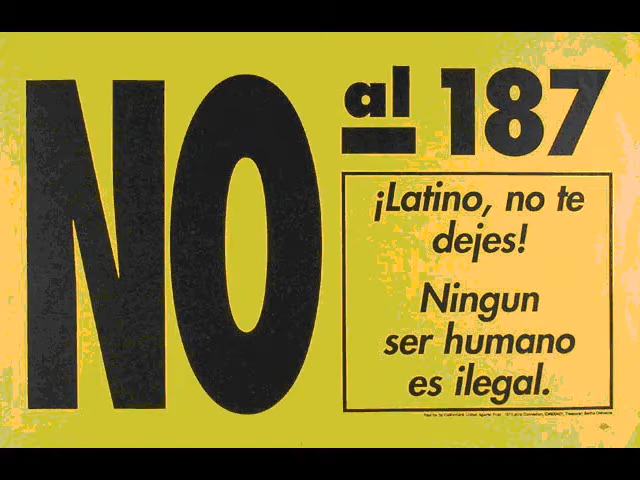 NO
al 187
¡Latino, no te
dejes!
Ningun
ser humano
es ilegal.